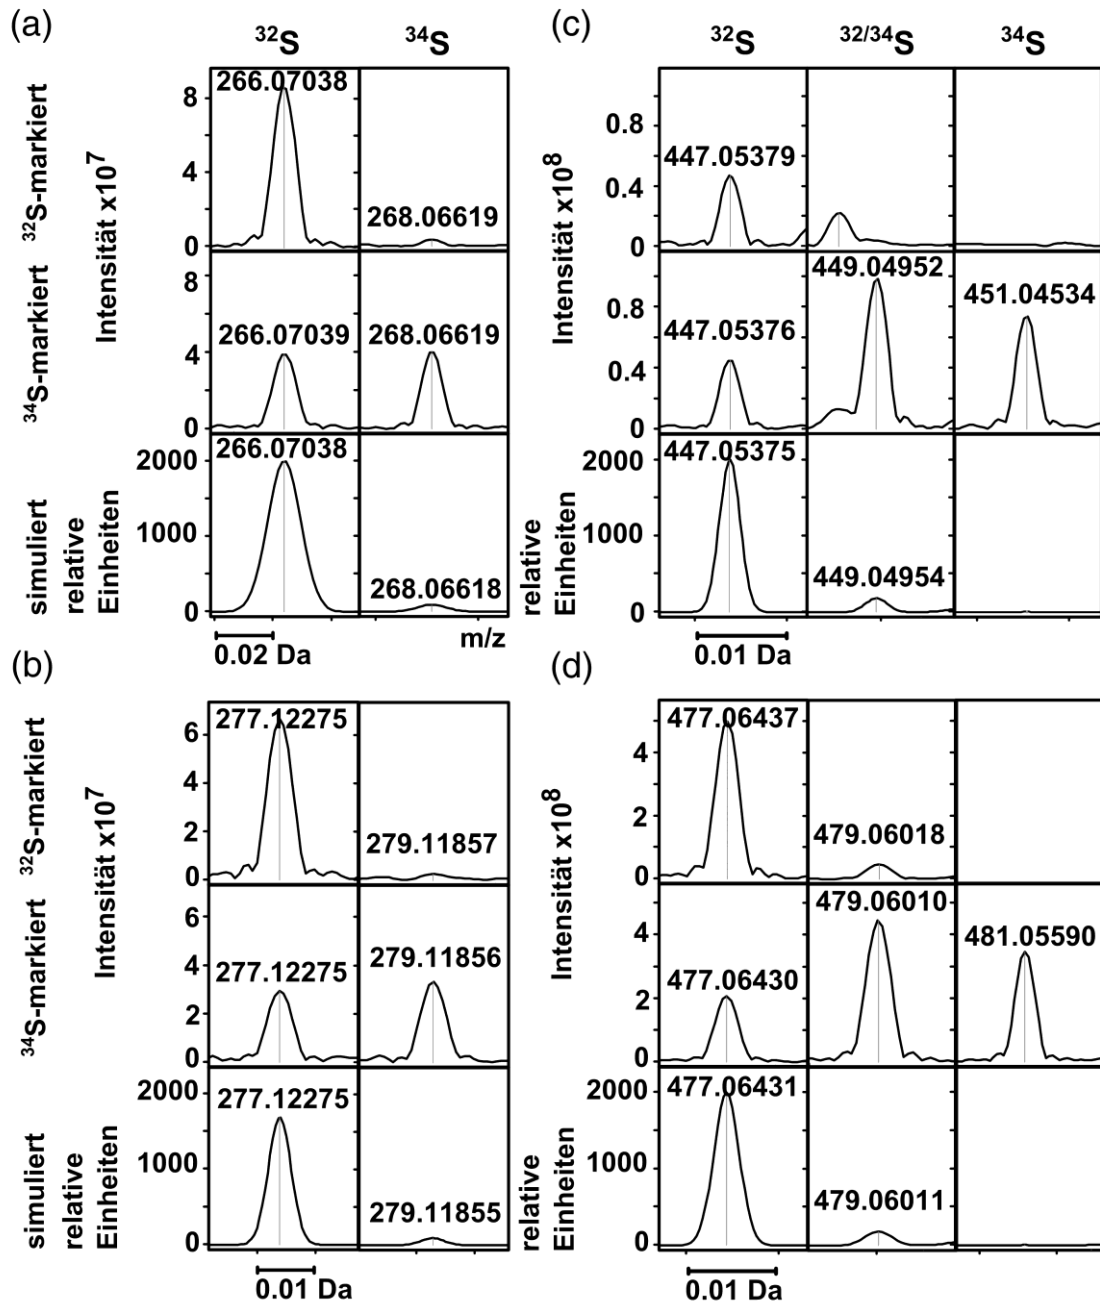 (a)
³²S
³⁴S
³²S-markiert
³⁴S-markiert
simuliert
Intensität x10⁷
relative
Einheiten
8
4
0
266.07038
268.06619
8
4
0
266.07039
268.06619
2000
1000
0
266.07038
268.06618
0.02 Da
m/z
(c)
³²S
³²/³⁴S
³⁴S
Intensität x10⁸
relative
Einheiten
0.8
0.4
0
447.05379
0.8
0.4
0
447.05376
449.04952
451.04534
2000
1000
0
447.05375
449.04954
0.01 Da
(b)
³²S-markiert
³⁴S-markiert
simuliert
Intensität x10⁷
relative
Einheiten
6
4
2
0
277.12275
279.11857
6
4
2
0
277.12275
279.11856
2000
1000
0
277.12275
279.11855
0.01 Da
(d)
Intensität x10⁸
relative
Einheiten
4
2
0
477.06437
479.06018
4
2
0
477.06430
479.06010
481.05590
2000
1000
0
477.06431
479.06011
0.01 Da